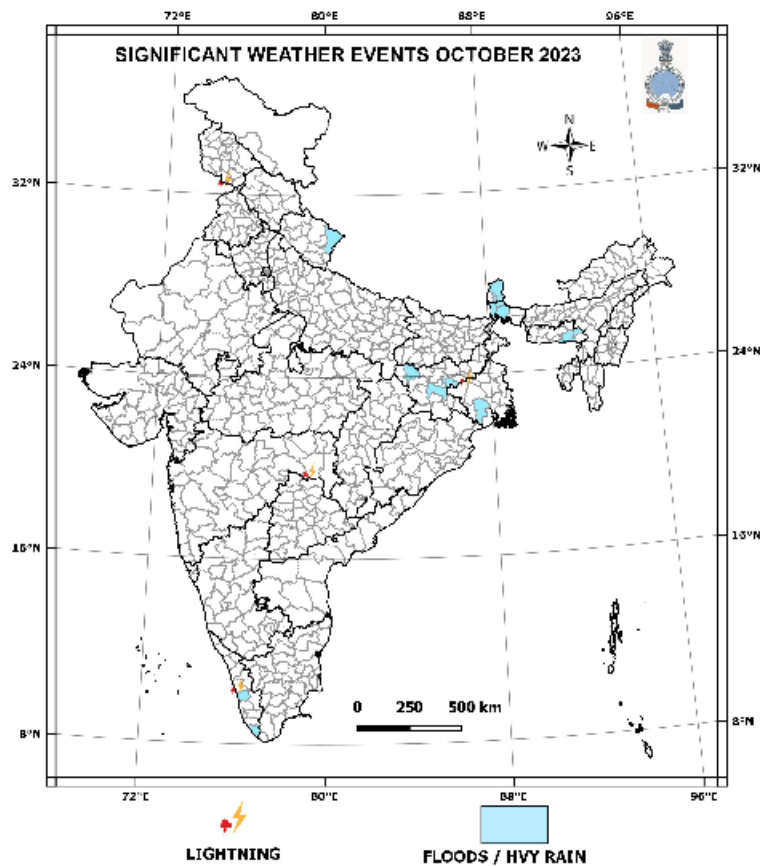 72°E 80°E 88°E 96°E
SIGNIFICANT WEATHER EVENTS OCTOBER 2023
N
W E
S
32°N 32°N
24°N 24°N
16°N 16°N
0 250 500 km
8°N 8°N
72°E 80°E 88°E 96°E
LIGHTNING
FLOODS / HVY RAIN